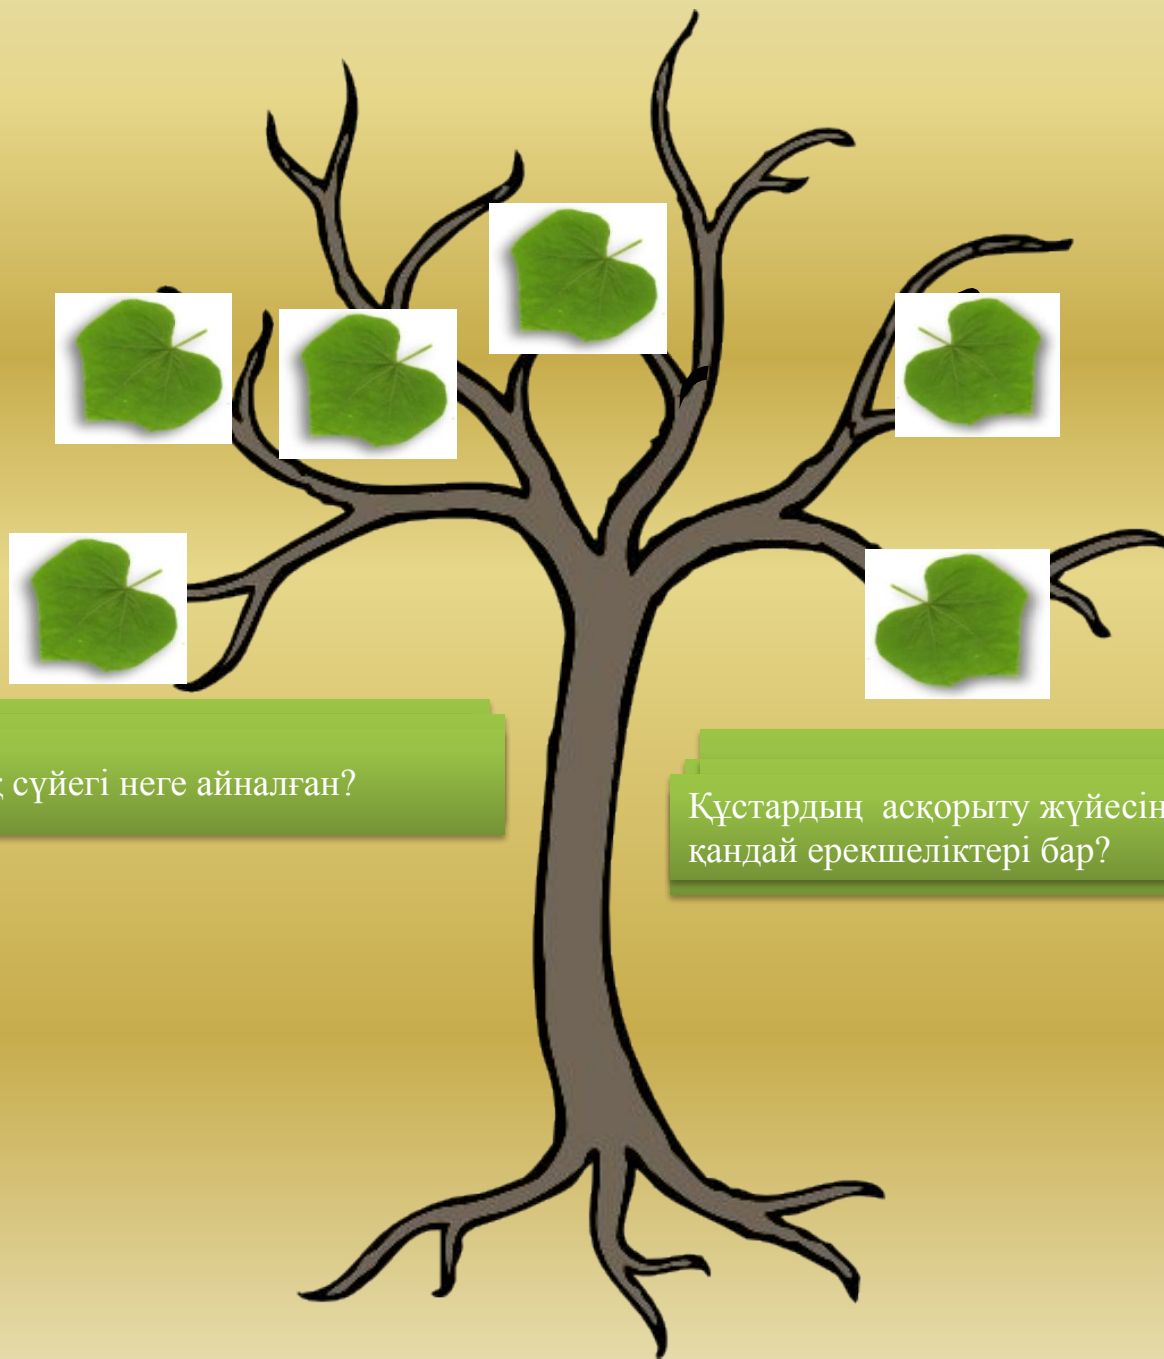 сүйегі неге айналған?
Құстардың асқорыту жүйесін
қандай ерекшеліктері бар?